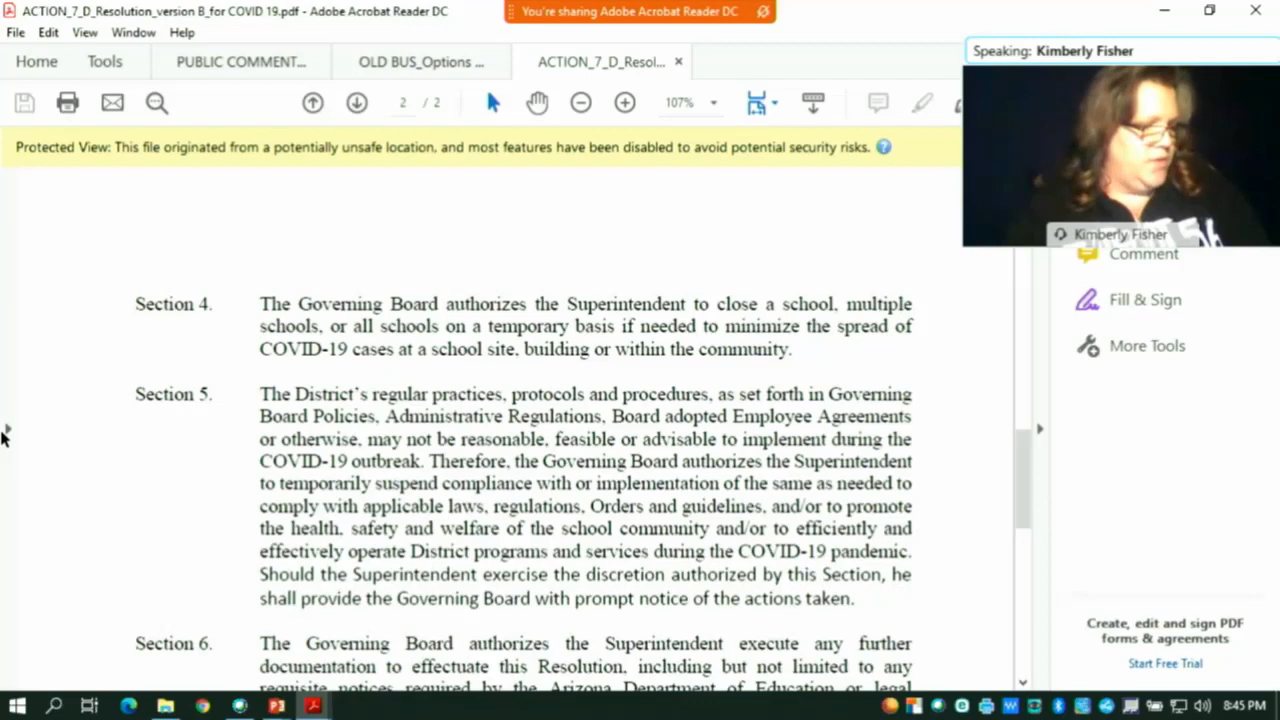 ACTION_7_D_Resolution_version B_for COVID 19.pdf - Adobe Acrobat Reader DC
You're sharing Adobe Acrobat Reader DC
File Edit View Window Help
Speaking: Kimberly Fisher
Home Tools PUBLIC COMMENT... OLD BUS_Options ... ACTION_7_D_Resol... ×
2 / 2 107%
Protected View: This file originated from a potentially unsafe location, and most features have been disabled to avoid potential security risks.
Kimberly Fisher
Comment
Fill & Sign
More Tools
Section 4. The Governing Board authorizes the Superintendent to close a school, multiple
schools, or all schools on a temporary basis if needed to minimize the spread of
COVID-19 cases at a school site, building or within the community.
Section 5. The District's regular practices, protocols and procedures, as set forth in Governing
Board Policies, Administrative Regulations, Board adopted Employee Agreements
or otherwise, may not be reasonable, feasible or advisable to implement during the
COVID-19 outbreak. Therefore, the Governing Board authorizes the Superintendent
to temporarily suspend compliance with or implementation of the same as needed to
comply with applicable laws, regulations, Orders and guidelines, and/or to promote
the health, safety and welfare of the school community and/or to efficiently and
effectively operate District programs and services during the COVID-19 pandemic.
Should the Superintendent exercise the discretion authorized by this Section, he
shall provide the Governing Board with prompt notice of the actions taken.
Section 6. The Governing Board authorizes the Superintendent execute any further
documentation to effectuate this Resolution, including but not limited to any
requisite notices required by the Arizona Department of Education or legal
Create, edit and sign PDF
forms & agreements
Start Free Trial
8:45 PM